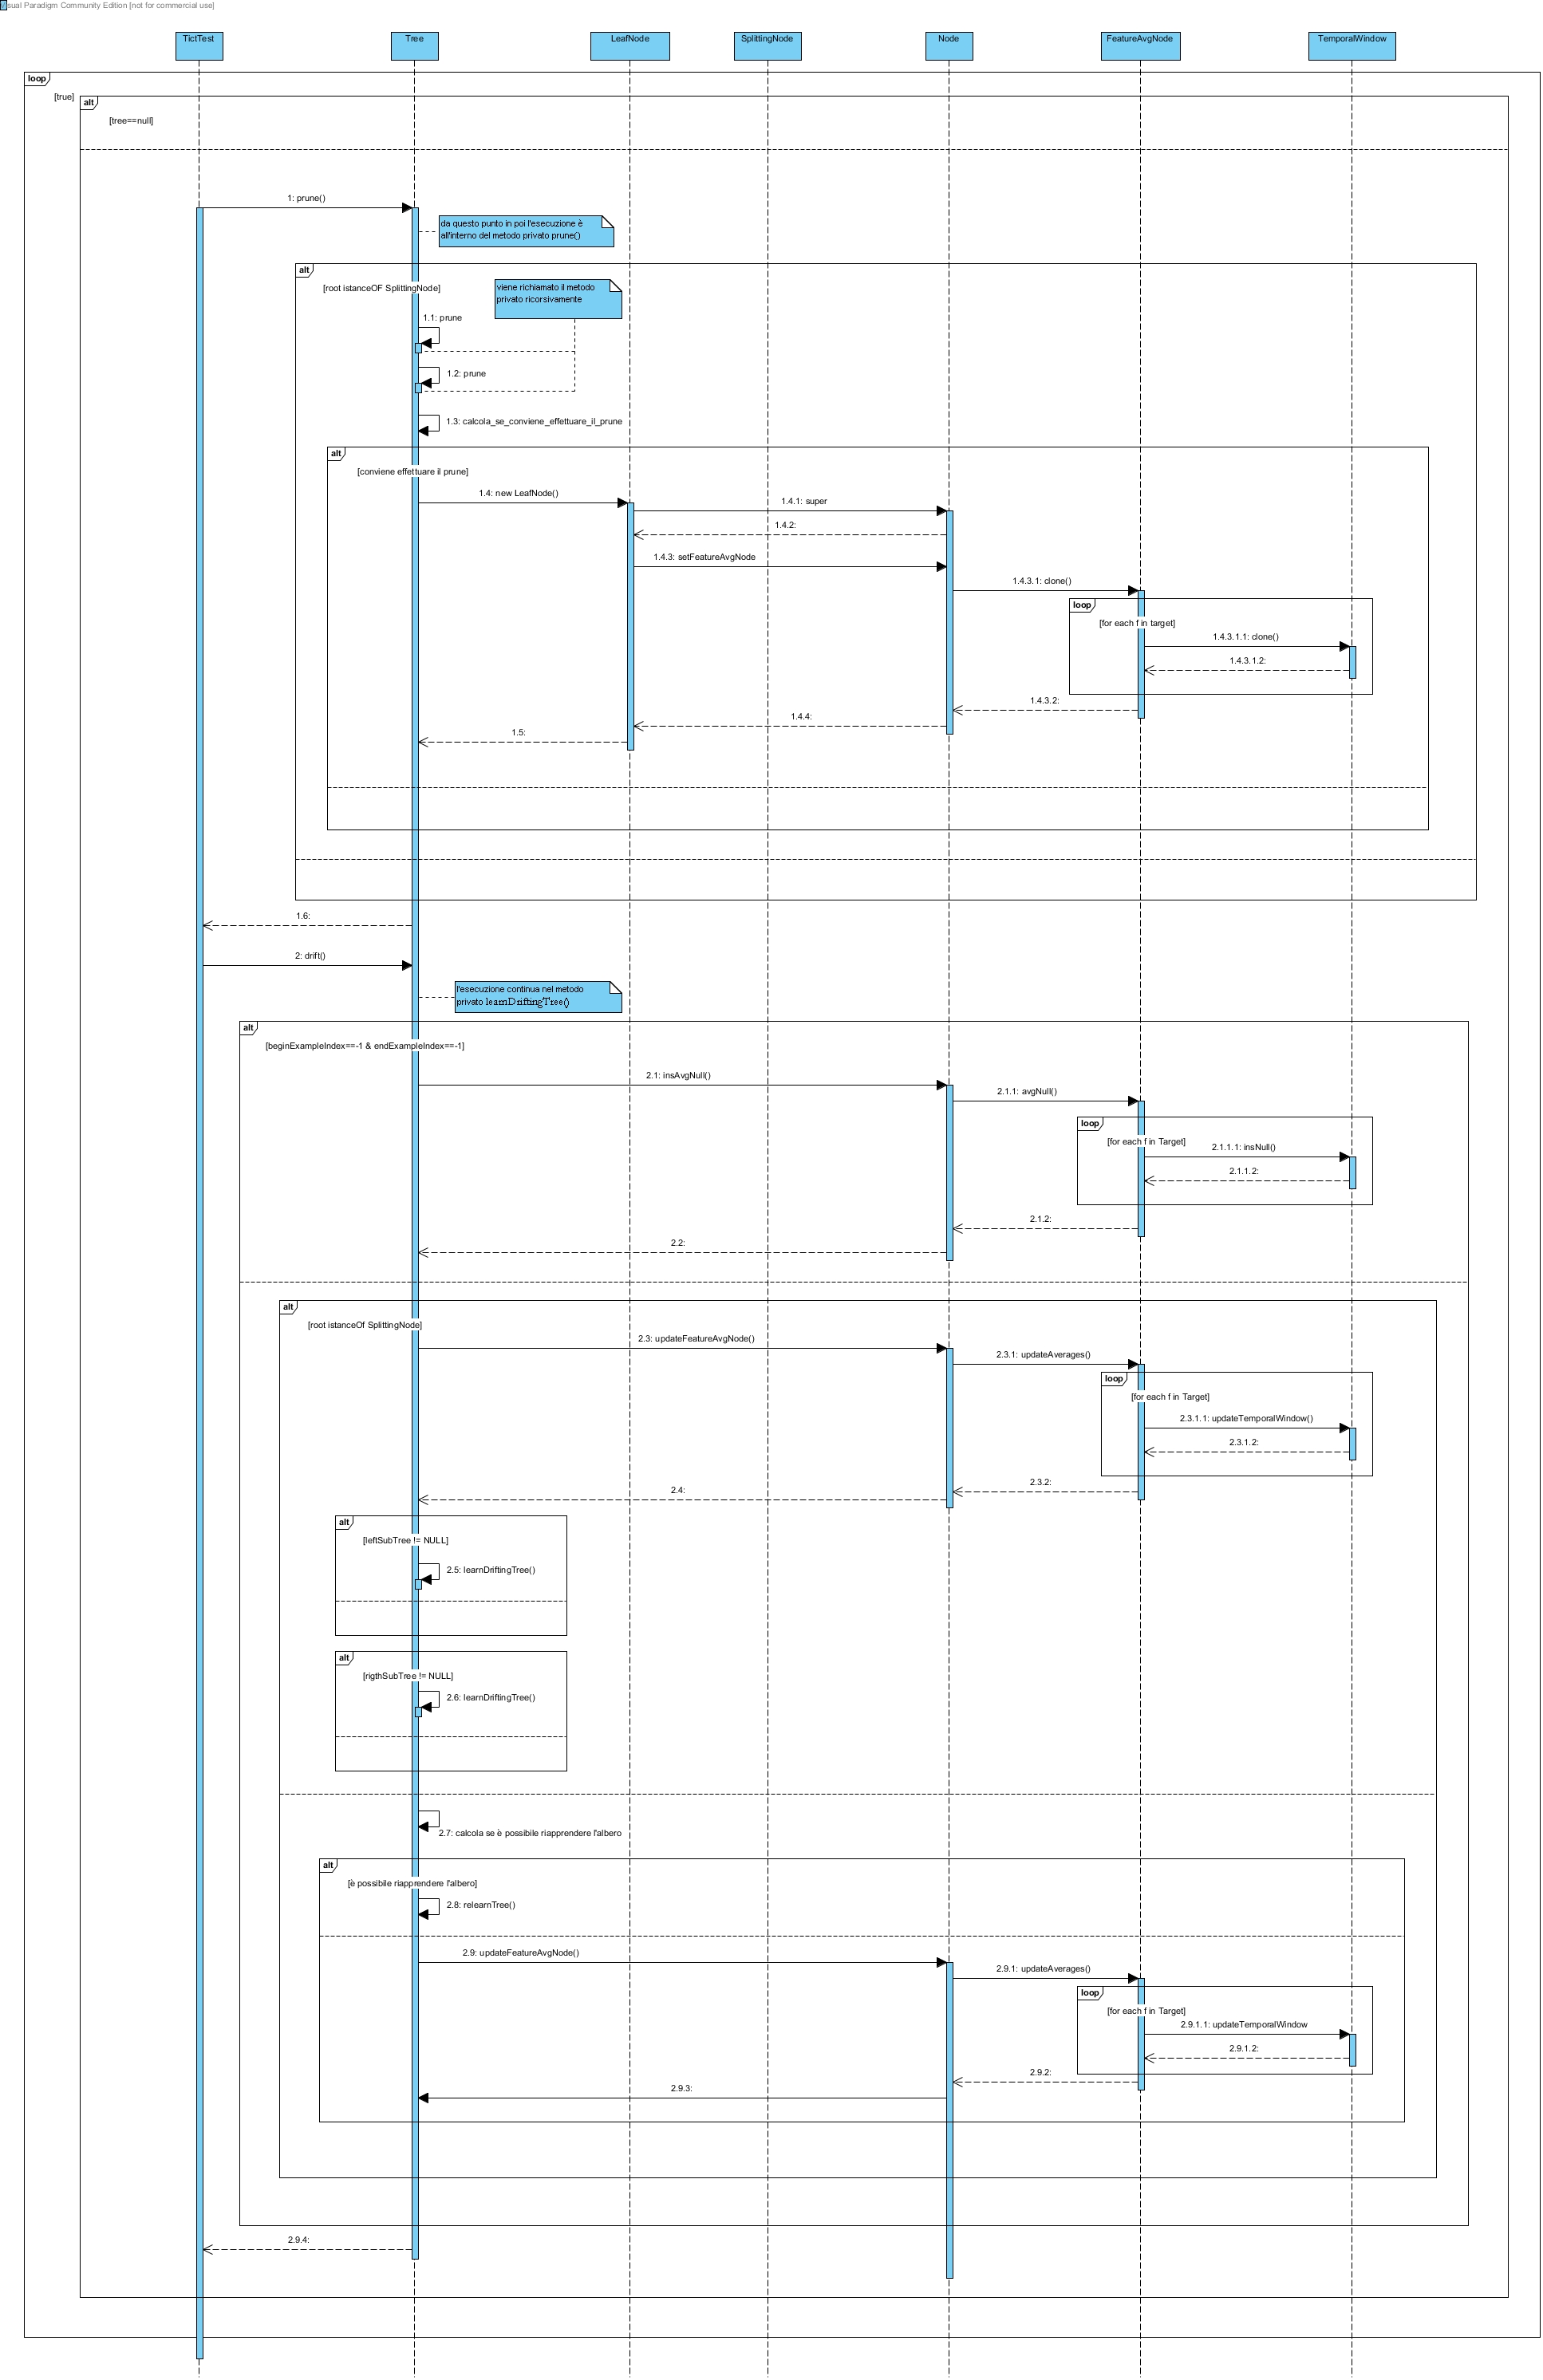 Visual Paradigm Community Edition [not for commercial use]
TictTest
Tree
LeafNode
SplittingNode
Node
FeatureAvgNode
TemporalWindow
loop
[true]
alt
[tree==null]
1: prune()
da questo punto in poi l'esecuzione è
all'interno del metodo privato prune()
alt
[root istanceOF SplittingNode]
viene richiamato il metodo
privato ricorsivamente
1.1: prune
1.2: prune
1.3: calcola_se_conviene_effettuare_il_prune
alt
[conviene effettuare il prune]
1.4: new LeafNode()
1.4.1: super
1.4.2:
1.4.3: setFeatureAvgNode
1.4.3.1: clone()
loop
[for each f in target]
1.4.3.1.1: clone()
1.4.3.1.2:
1.4.3.2:
1.4.4:
1.5:
1.6:
2: drift()
l'esecuzione continua nel metodo
privato learnDriftingTree()
alt
[beginExampleIndex==-1 & endExampleIndex==-1]
2.1: insAvgNull()
2.1.1: avgNull()
loop
[for each f in Target]
2.1.1.1: insNull()
2.1.1.2:
2.1.2:
2.2:
alt
[root istanceOf SplittingNode]
2.3: updateFeatureAvgNode()
2.3.1: updateAverages()
loop
[for each f in Target]
2.3.1.1: updateTemporalWindow()
2.3.1.2:
2.3.2:
2.4:
alt
[leftSubTree != NULL]
2.5: learnDriftingTree()
alt
[rigthSubTree != NULL]
2.6: learnDriftingTree()
2.7: calcola se è possibile riapprendere l'albero
alt
[è possibile riapprendere l'albero]
2.8: relearnTree()
2.9: updateFeatureAvgNode()
2.9.1: updateAverages()
loop
[for each f in Target]
2.9.1.1: updateTemporalWindow
2.9.1.2:
2.9.2:
2.9.3:
2.9.4: